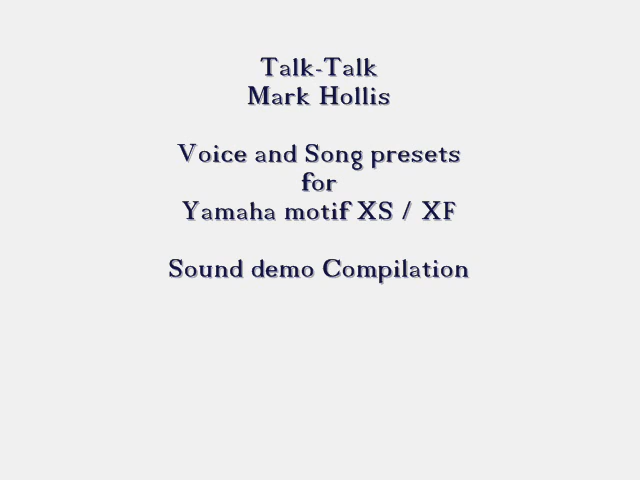 Talk-Talk
Mark Hollis
Voice and Song presets
for
Yamaha motif XS / XF
Sound demo Compilation